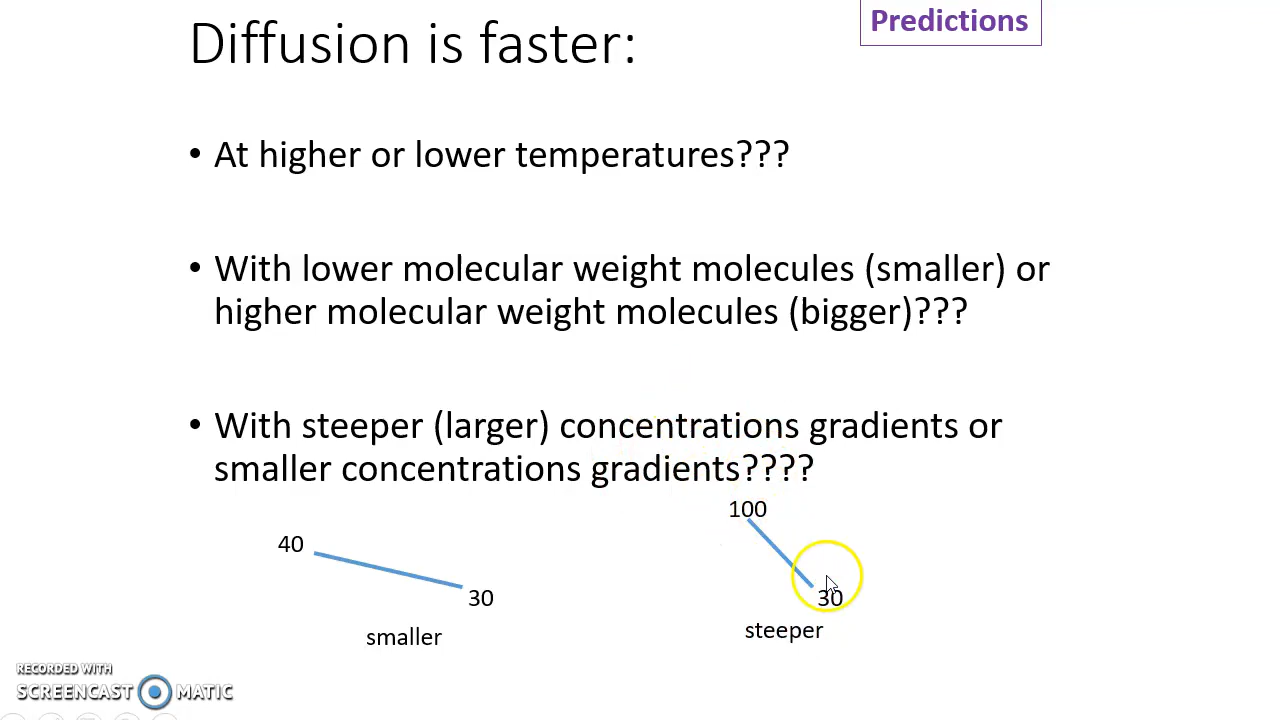 Predictions
Diffusion is faster:
• At higher or lower temperatures???
• With lower molecular weight molecules (smaller) or
higher molecular weight molecules (bigger)???
• With steeper (larger) concentrations gradients or
smaller concentrations gradients????
40
30
smaller
100
30
steeper
RECORDED WITH
SCREENCAST MATIC